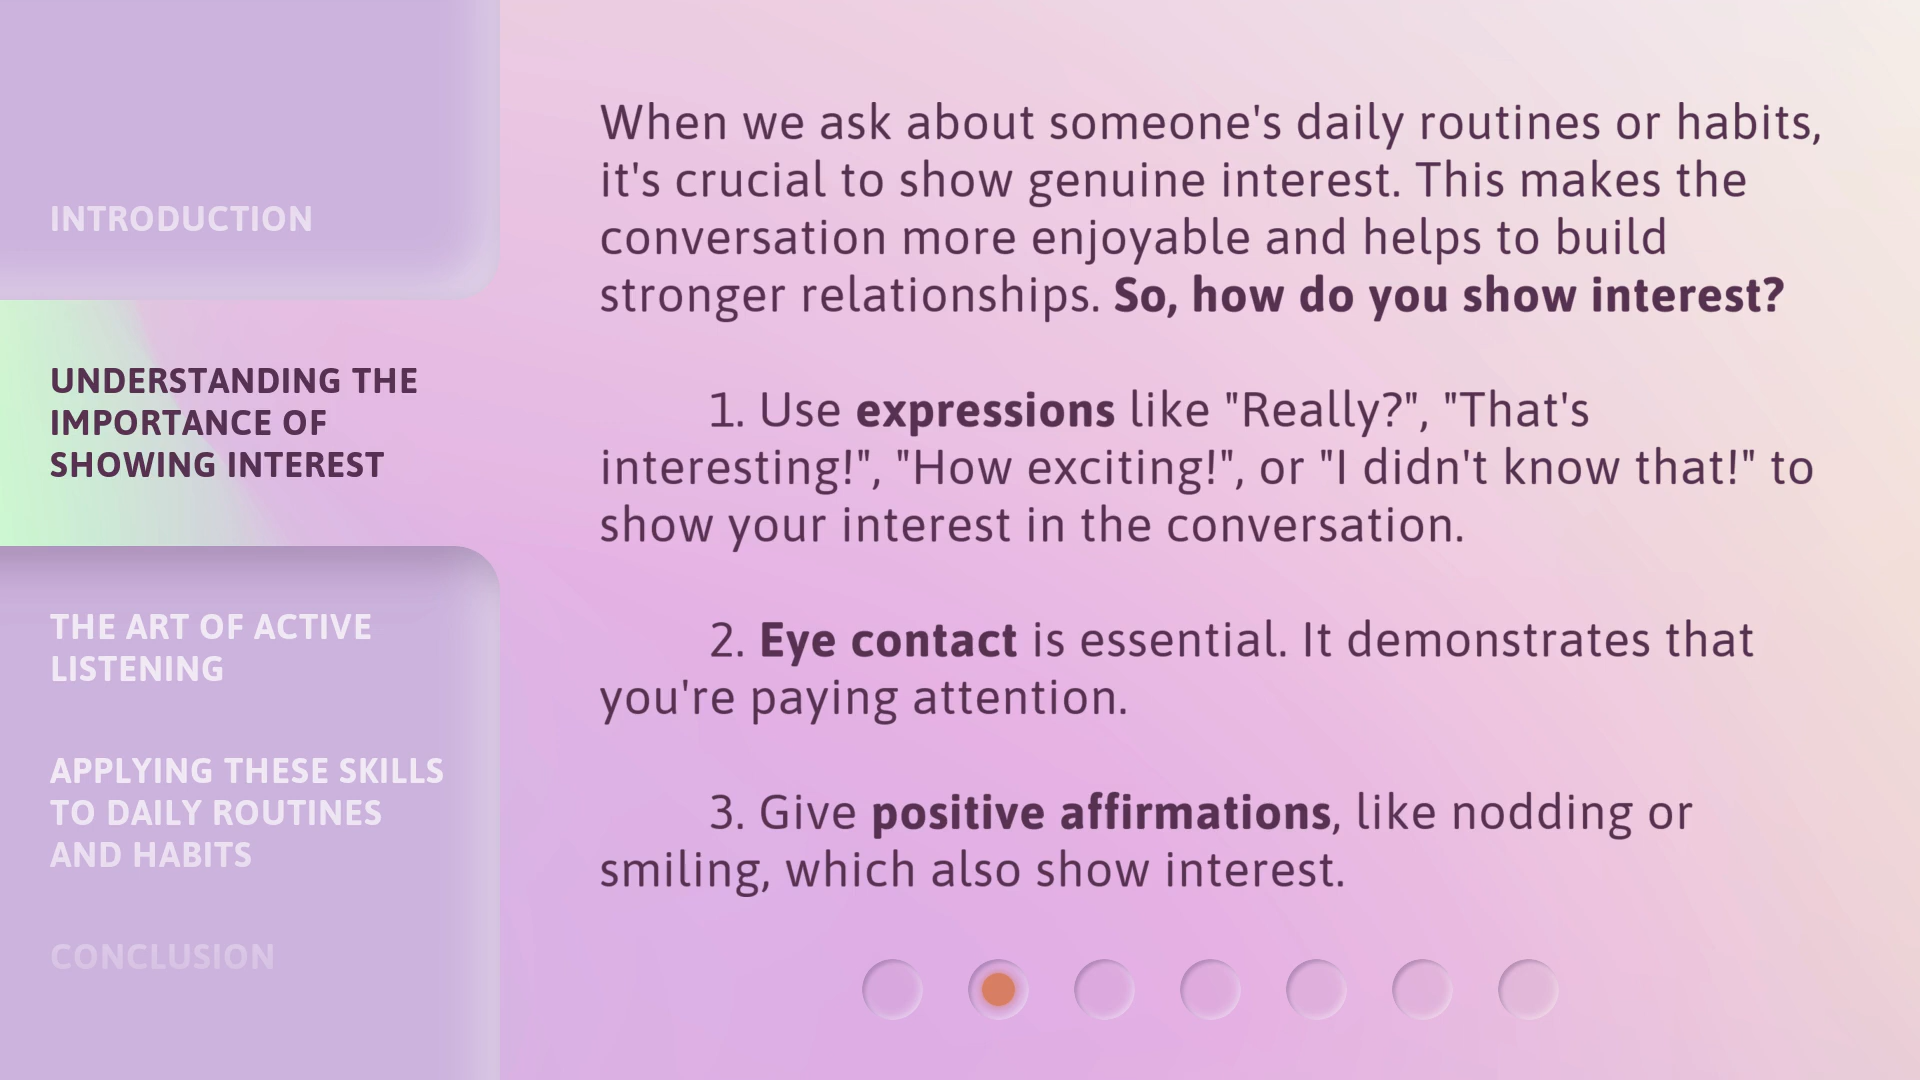 INTRODUCTION
UNDERSTANDING THE
IMPORTANCE OF
SHOWING INTEREST
THE ART OF ACTIVE
LISTENING
APPLYING THESE SKILLS
TO DAILY ROUTINES
AND HABITS
CONCLUSION
When we ask about someone's daily routines or habits,
it's crucial to show genuine interest. This makes the
conversation more enjoyable and helps to build
stronger relationships. So, how do you show interest?
1. Use expressions like "Really?", "That's
interesting!", "How exciting!", or "I didn't know that!" to
show your interest in the conversation.
2. Eye contact is essential. It demonstrates that
you're paying attention.
3. Give positive affirmations, like nodding or
smiling, which also show interest.